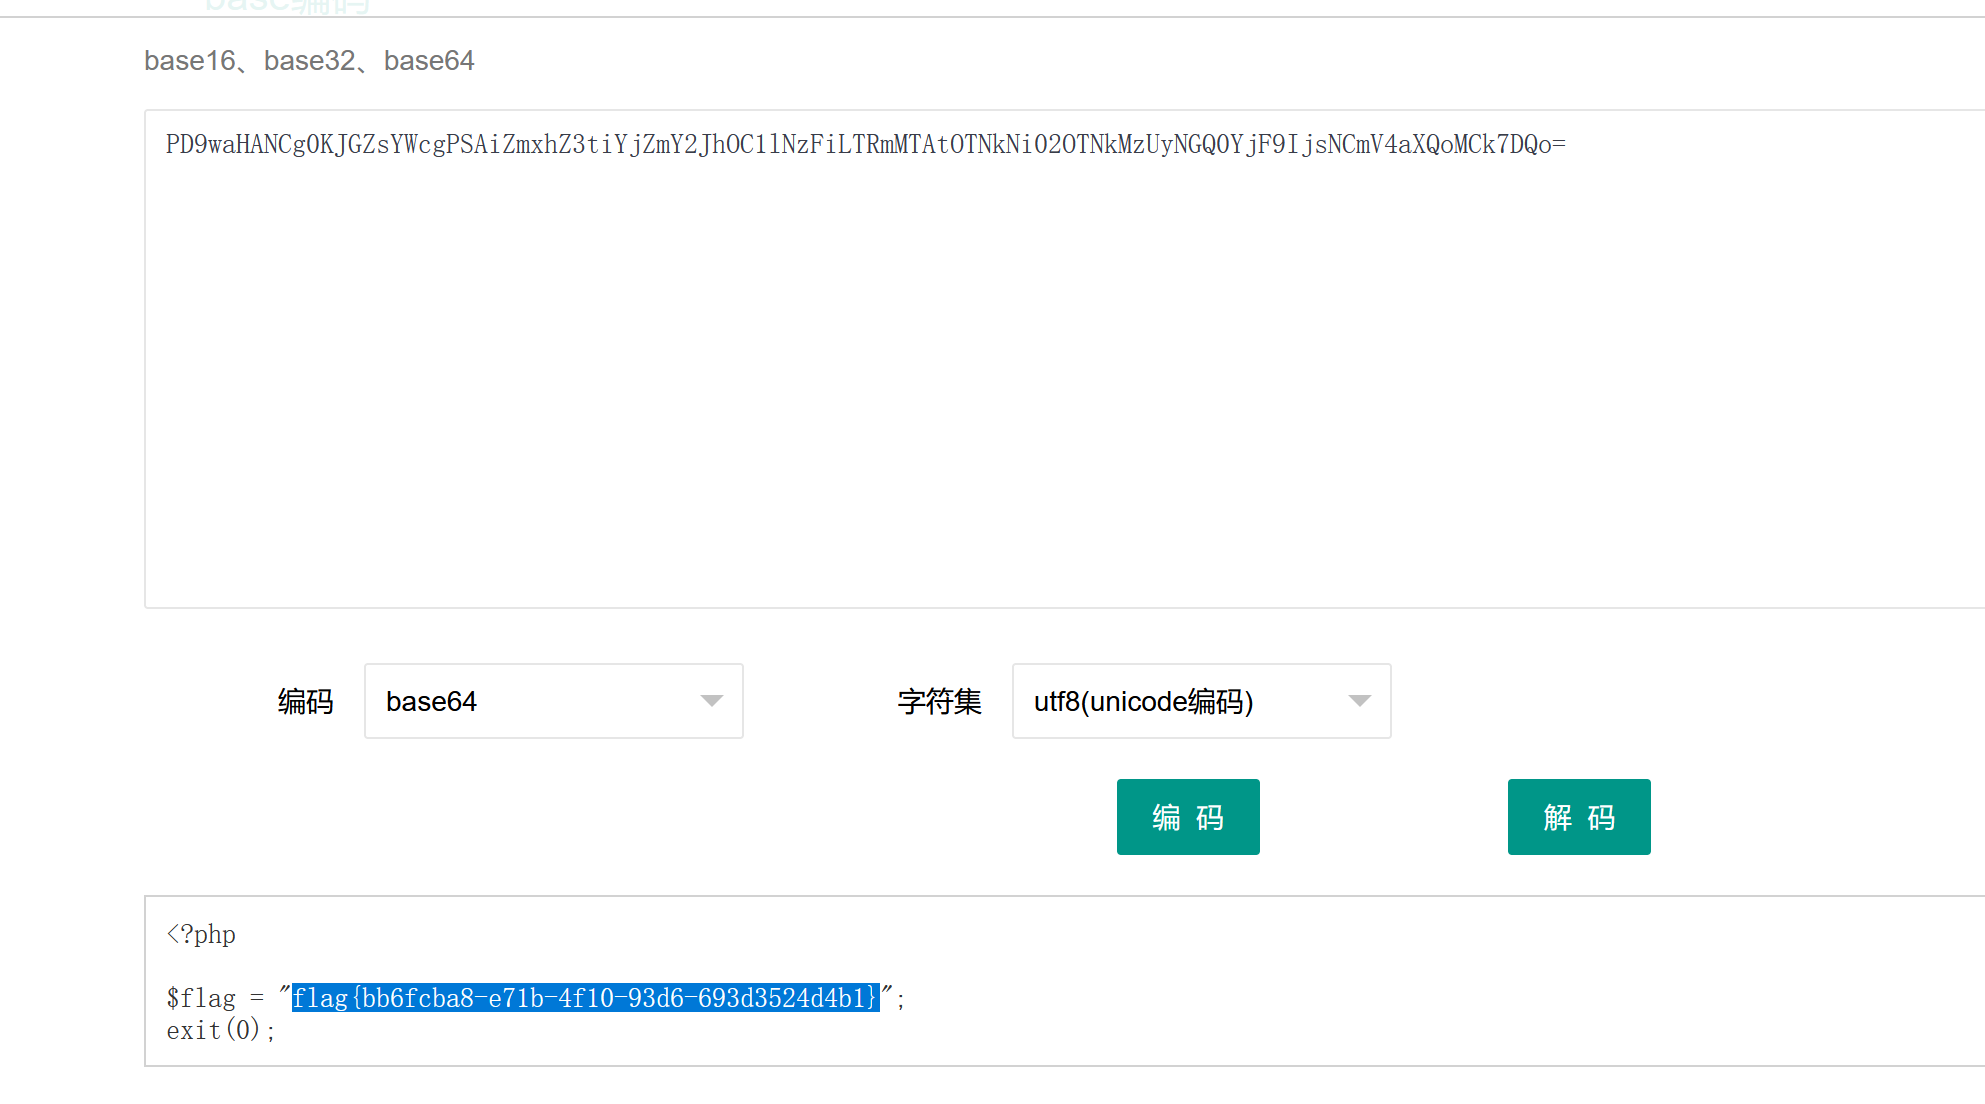 base编码
base16、base32、base64
PD9waHANCg0KJGZsYWcgPSAiZmxhZ3tiYjZmY2JhOC1lNzFiLTRmMTAtOTNkNi02OTNkMzUyNGQ0YjF9IjsNCmV4aXQoMCk7DQo=
编码 base64 字符集 utf8(unicode编码)
编 码 解 码
<?php
$flag = "flag{bb6fcba8-e71b-4f10-93d6-693d3524d4b1}";
exit(0);